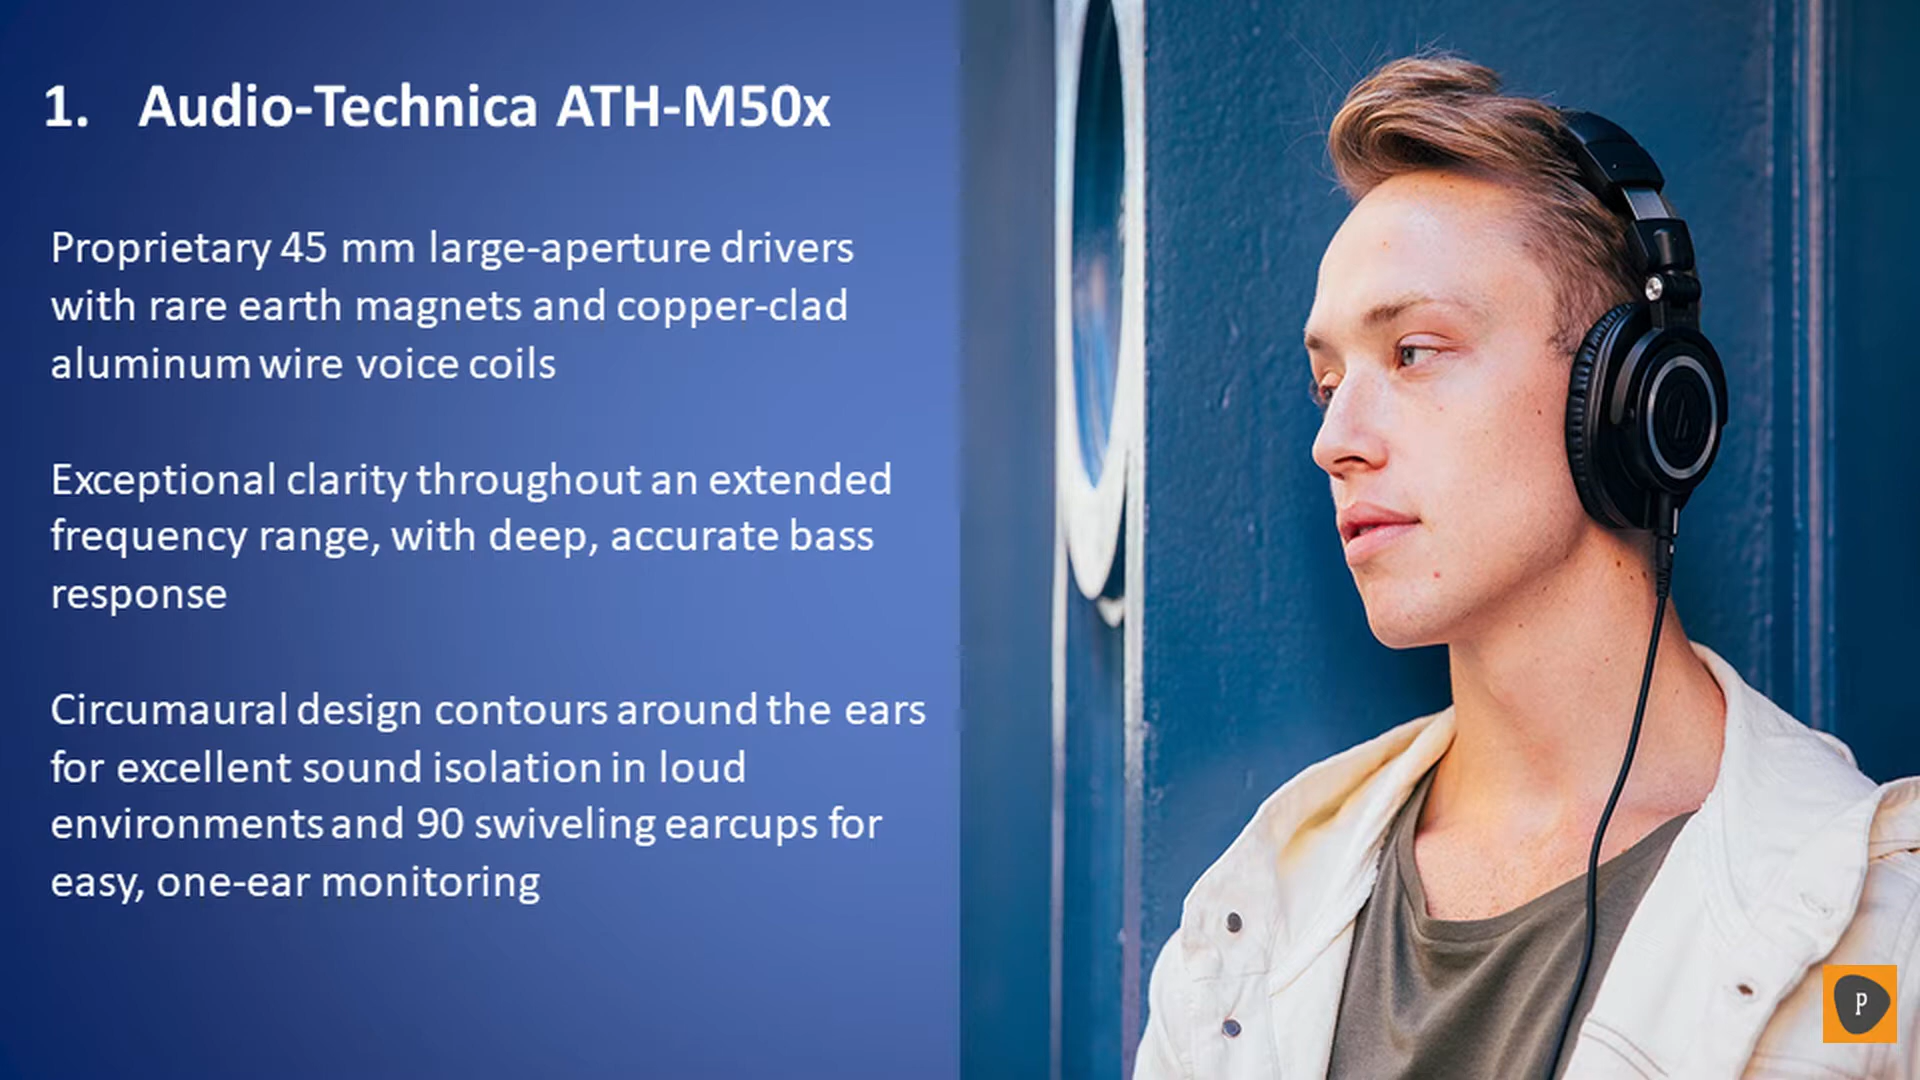 1. Audio-Technica ATH-M50x
Proprietary 45 mm large-aperture drivers
with rare earth magnets and copper-clad
aluminum wire voice coils
Exceptional clarity throughout an extended
frequency range, with deep, accurate bass
response
Circumaural design contours around the ears
for excellent sound isolation in loud
environments and 90 swiveling earcups for
easy, one-ear monitoring
P